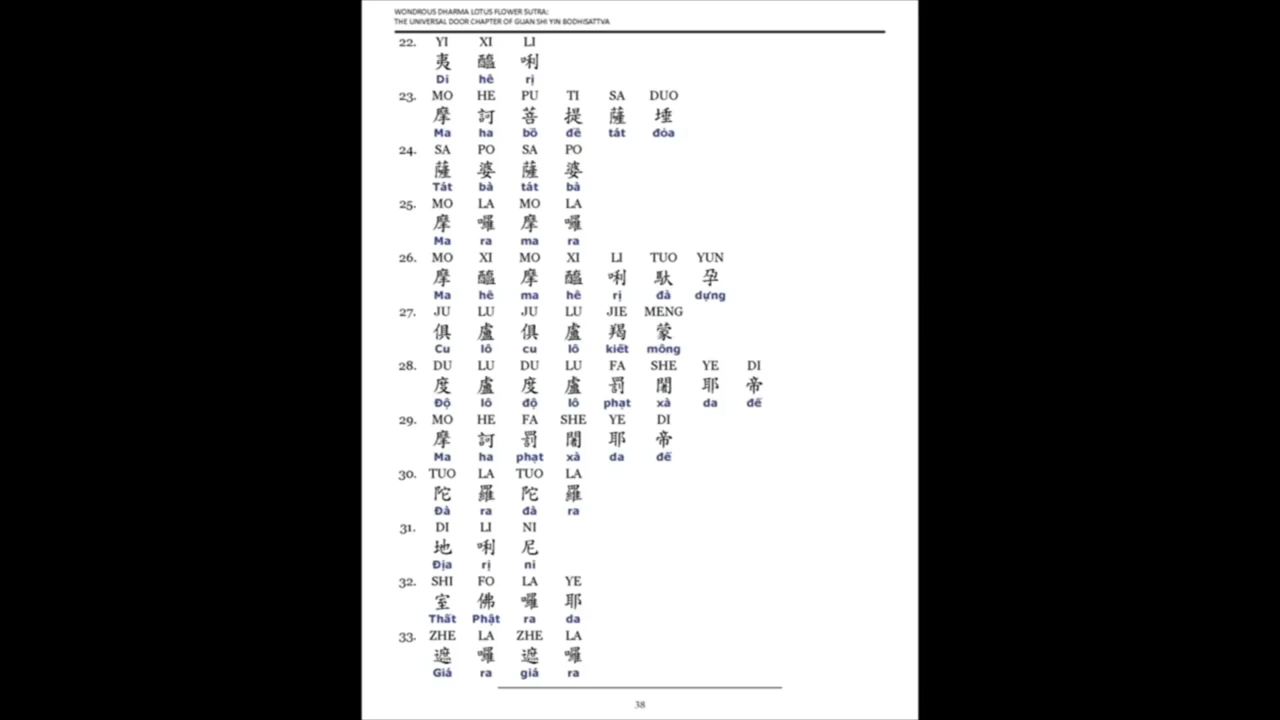 WONDROUS DHARMA LOTUS FLOWER SUTRA:
THE UNIVERSAL DOOR CHAPTER OF GUAN SHI YIN BODHISATTVA
22. YI XI LI
夷 醯 唎
Di hê rị
23. MO HE PU TI SA DUO
摩 訶 菩 提 薩 埵
Ma ha bồ đề tát đóa
24. SA PO SA PO
薩 婆 薩 婆
Tát bà tát bà
25. MO LA MO LA
摩 囉 摩 囉
Ma ra ma ra
26. MO XI MO XI LI TUO YUN
摩 醯 摩 醯 唎 馱 孕
Ma hê ma hê rị đà dựng
27. JU LU JU LU JIE MENG
俱 盧 俱 盧 羯 蒙
Cu lô cu lô kiết mông
28. DU LU DU LU FA SHE YE DI
度 盧 度 盧 罰 闍 耶 帝
Độ lô độ lô phạt xà da đế
29. MO HE FA SHE YE DI
摩 訶 罰 闍 耶 帝
Ma ha phạt xà da đế
30. TUO LA TUO LA
陀 羅 陀 羅
Đà ra đà ra
31. DI LI NI
地 唎 尼
Địa rị ni
32. SHI FO LA YE
室 佛 囉 耶
Thất Phật ra da
33. ZHE LA ZHE LA
遮 囉 遮 囉
Giá ra giá ra
38